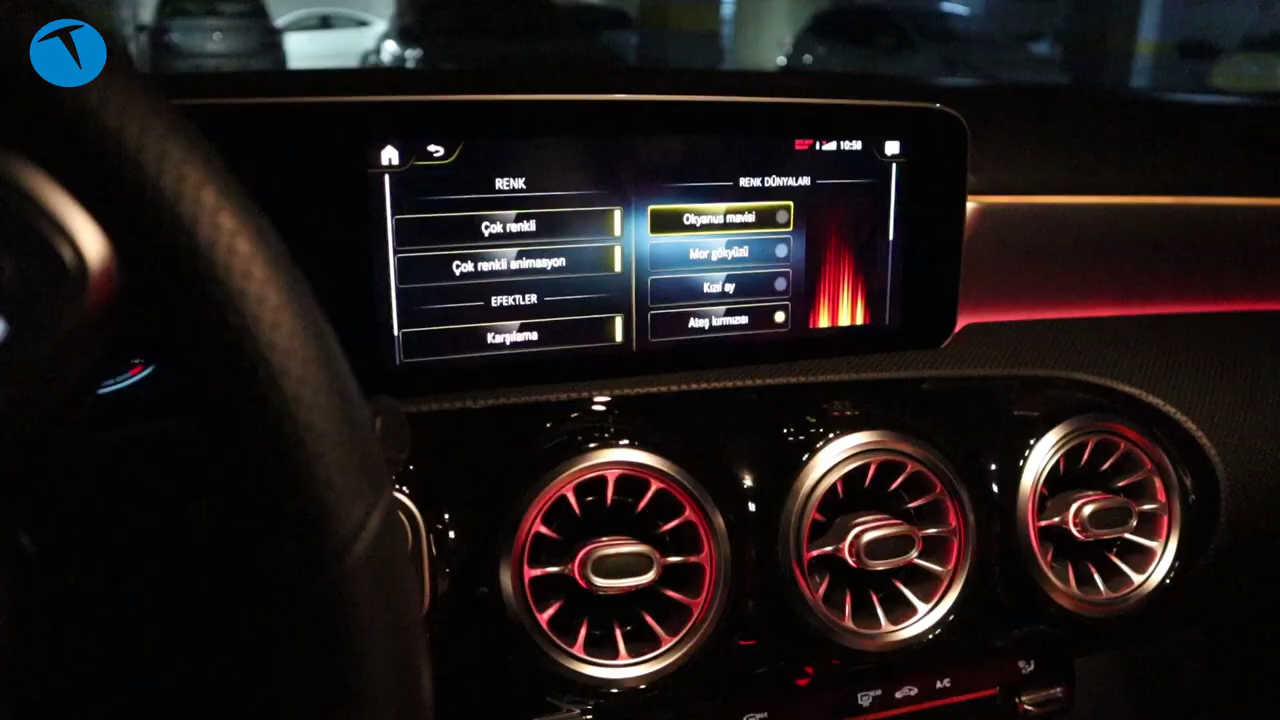 10:58
RENK
RENK DÜNYALARI
Çok renkli
Okyanus mavisi
Mor gökyüzü
Çok renkli animasyon
Kızıl ay
EFEKTLER
Ateş kırmızısı
Karşılama
A/C